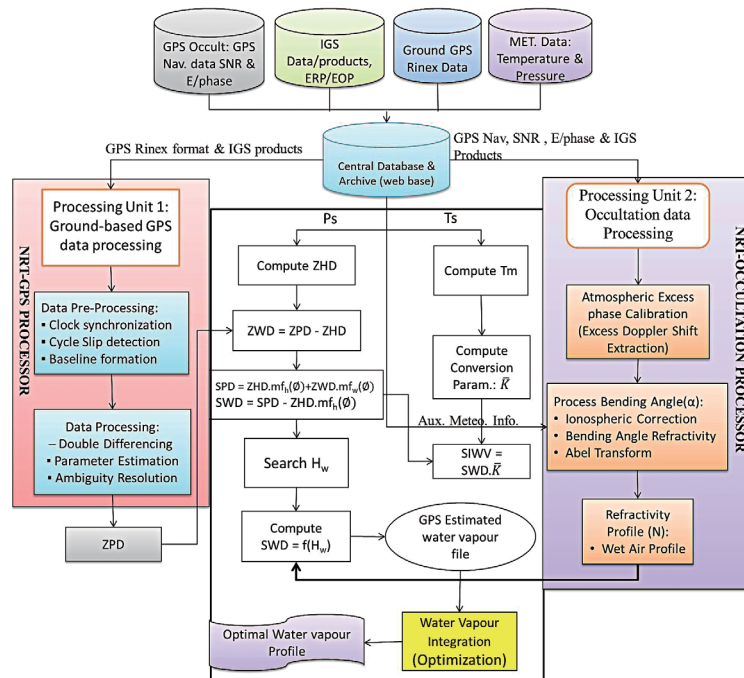 GPS Occult: GPS
Nav. data SNR &
E/phase
IGS
Data/products,
ERP/EOP
Ground GPS
Rinex Data
MET. Data:
Temperature &
Pressure
GPS Rinex format & IGS products
Central Database &
Archive (web base)
GPS Nav, SNR , E/phase & IGS
Products
NRT-GPS PROCESSOR
Processing Unit 1:
Ground-based GPS
data processing
Data Pre-Processing:
▪ Clock synchronization
▪ Cycle Slip detection
▪ Baseline formation
Data Processing:
– Double Differencing
▪ Parameter Estimation
▪ Ambiguity Resolution
ZPD
Ps
Ts
Compute ZHD
ZWD = ZPD - ZHD
SPD = ZHD.mfₕ(Ø)+ZWD.mf_w(Ø)
SWD = SPD - ZHD.mfₕ(Ø)
Search H_w
Compute
SWD = f(H_w)
Compute Tm
Compute
Conversion
Param.: K̄
Aux. Meteo. Info.
SIWV =
SWD.K̄
GPS Estimated
water vapour
file
Water Vapour
Integration
(Optimization)
Optimal Water vapour
Profile
NRT-OCCULTATION PROCESSOR
Processing Unit 2:
Occultation data
Processing
Atmospheric Excess
phase Calibration
(Excess Doppler Shift
Extraction)
Process Bending Angle(α):
• Ionospheric Correction
• Bending Angle Refractivity
• Abel Transform
Refractivity
Profile (N):
• Wet Air Profile